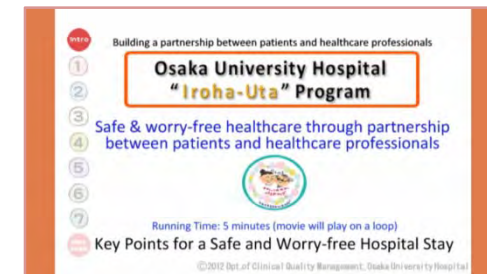 Intro
Building a partnership between patients and healthcare professionals
①
Osaka University Hospital
"Iroha-Uta" Program
②
③
Safe & worry-free healthcare through partnership
between patients and healthcare professionals
④
⑤
⑥
⑦
Running Time: 5 minutes (movie will play on a loop)
Key Points for a Safe and Worry-free Hospital Stay
©2012 Dpt.of Clinical Quality Management, Osaka University Hospital